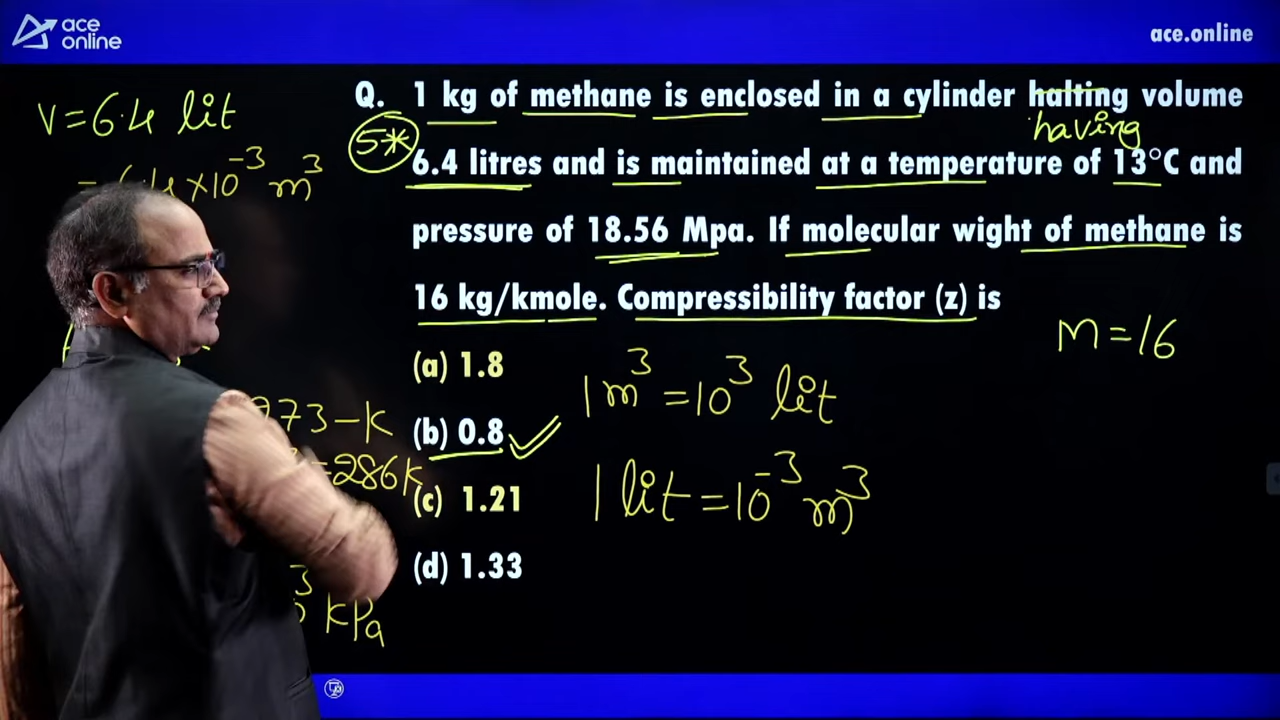 ace
online
ace.online
V=6.4 lit
= 6.4 ×10⁻³ m³
273-K
=286K
3
KPa
Q. 1 kg of methane is enclosed in a cylinder halting volume
having
5*
6.4 litres and is maintained at a temperature of 13°C and
pressure of 18.56 Mpa. If molecular wight of methane is
16 kg/kmole. Compressibility factor (z) is
M=16
(a) 1.8
(b) 0.8
(c) 1.21
(d) 1.33
1m³ =10³ lit
1 lit =10⁻³ m³